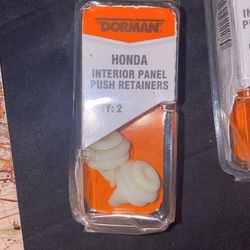 DORMAN
HONDA
INTERIOR PANEL
PUSH RETAINERS
QTY: 2